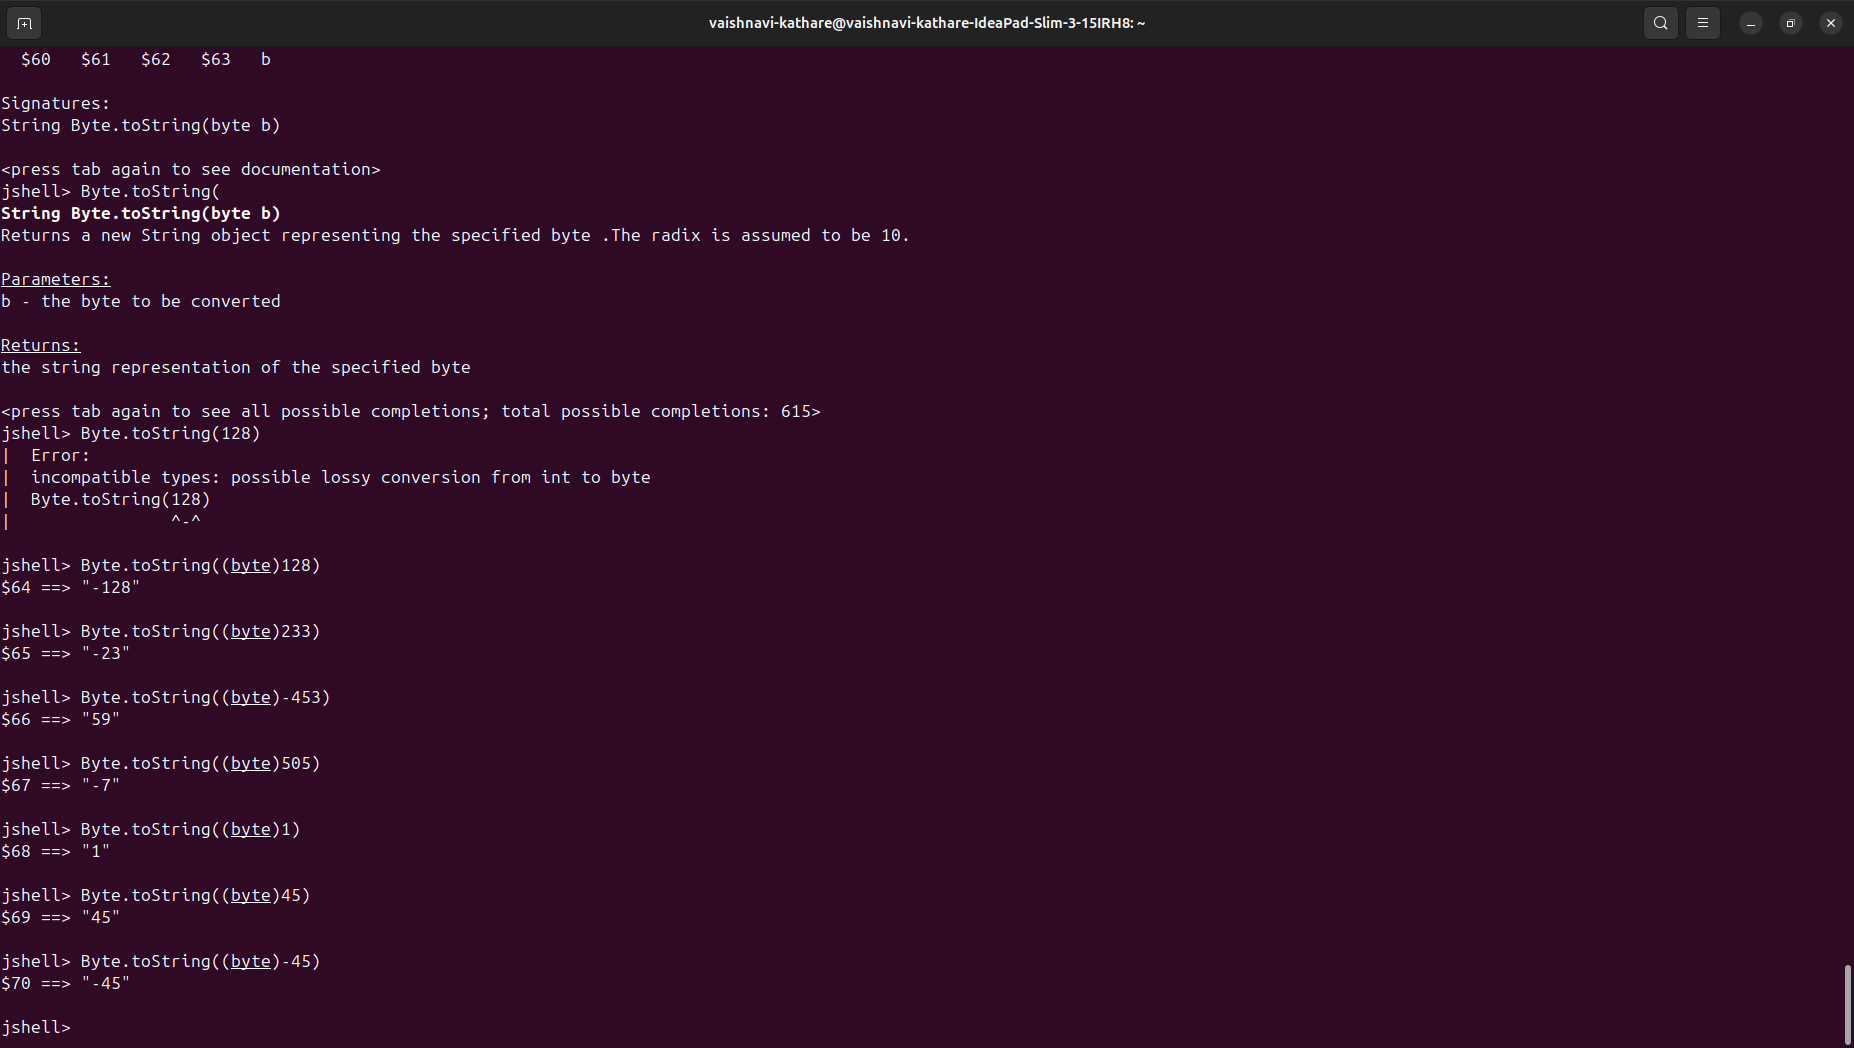 vaishnavi-kathare@vaishnavi-kathare-IdeaPad-Slim-3-15IRH8: ~
$60   $61   $62   $63   b
Signatures:
String Byte.toString(byte b)
<press tab again to see documentation>
jshell> Byte.toString(
String Byte.toString(byte b)
Returns a new String object representing the specified byte .The radix is assumed to be 10.
Parameters:
b - the byte to be converted
Returns:
the string representation of the specified byte
<press tab again to see all possible completions; total possible completions: 615>
jshell> Byte.toString(128)
|  Error:
|  incompatible types: possible lossy conversion from int to byte
|  Byte.toString(128)
|                ^-^
jshell> Byte.toString((byte)128)
$64 ==> "-128"
jshell> Byte.toString((byte)233)
$65 ==> "-23"
jshell> Byte.toString((byte)-453)
$66 ==> "59"
jshell> Byte.toString((byte)505)
$67 ==> "-7"
jshell> Byte.toString((byte)1)
$68 ==> "1"
jshell> Byte.toString((byte)45)
$69 ==> "45"
jshell> Byte.toString((byte)-45)
$70 ==> "-45"
jshell>